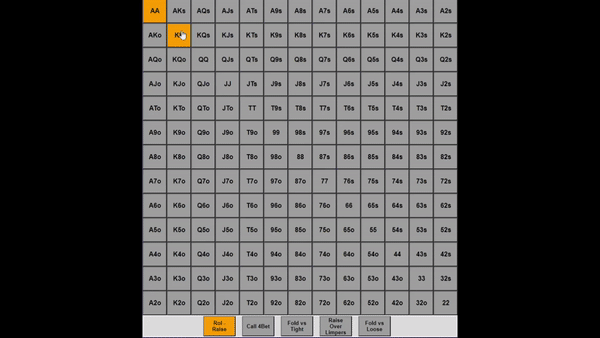 AA AKs AQs AJs ATs A9s A8s A7s A6s A5s A4s A3s A2s
AKo KQs KJs KTs K9s K8s K7s K6s K5s K4s K3s K2s
AQo KQo QQ QJs QTs Q9s Q8s Q7s Q6s Q5s Q4s Q3s Q2s
AJo KJo QJo JJ JTs J9s J8s J7s J6s J5s J4s J3s J2s
ATo KTo QTo JTo TT T9s T8s T7s T6s T5s T4s T3s T2s
A9o K9o Q9o J9o T9o 99 98s 97s 96s 95s 94s 93s 92s
A8o K8o Q8o J8o T8o 98o 88 87s 86s 85s 84s 83s 82s
A7o K7o Q7o J7o T7o 97o 87o 77 76s 75s 74s 73s 72s
A6o K6o Q6o J6o T6o 96o 86o 76o 66 65s 64s 63s 62s
A5o K5o Q5o J5o T5o 95o 85o 75o 65o 55 54s 53s 52s
A4o K4o Q4o J4o T4o 94o 84o 74o 64o 54o 44 43s 42s
A3o K3o Q3o J3o T3o 93o 83o 73o 63o 53o 43o 33 32s
A2o K2o Q2o J2o T2o 92o 82o 72o 62o 52o 42o 32o 22
Raise
Call 4Bet
Fold vs
Tight
Raise
Over
Limpers
Fold vs
Loose